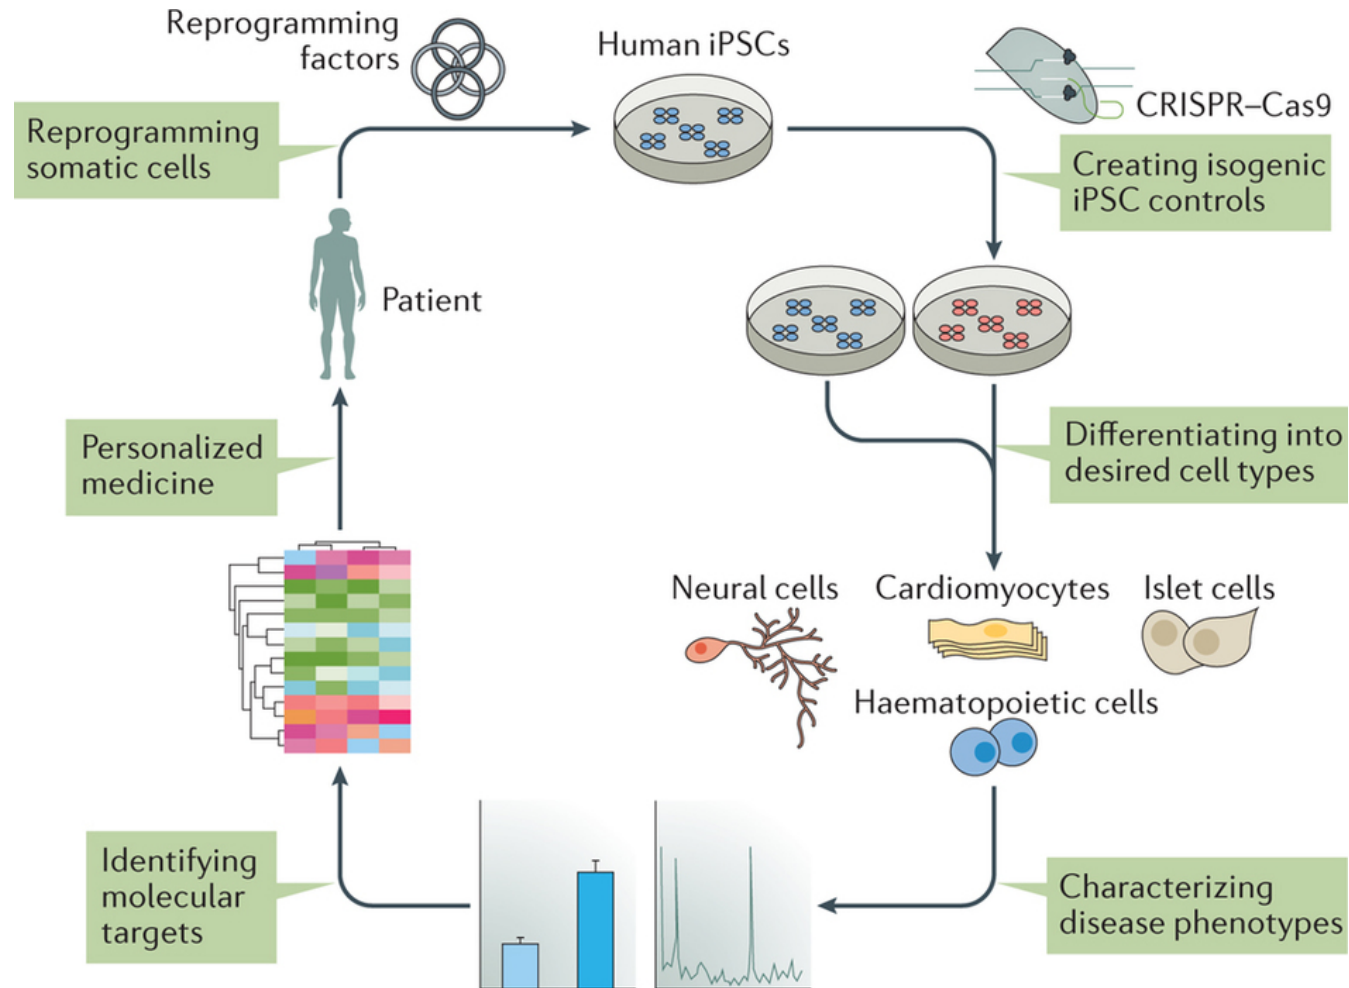 Reprogramming
factors
Human iPSCs
CRISPR–Cas9
Reprogramming
somatic cells
Creating isogenic
iPSC controls
Patient
Personalized
medicine
Differentiating into
desired cell types
Neural cells
Cardiomyocytes
Islet cells
Haematopoietic cells
Identifying
molecular
targets
Characterizing
disease phenotypes